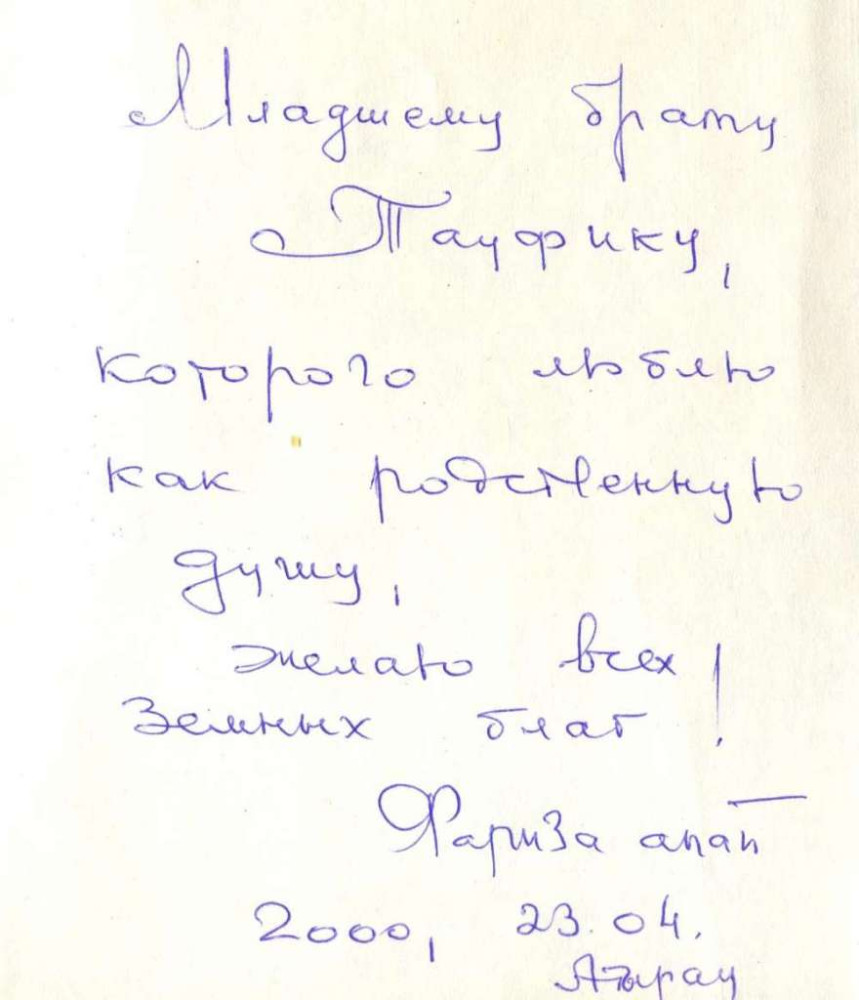 Младшему брату
Тауфику,
которого люблю
как родственную
душу,
желаю всех
Земных благ!
Фариза апай
2000, 23.04.
Атырау